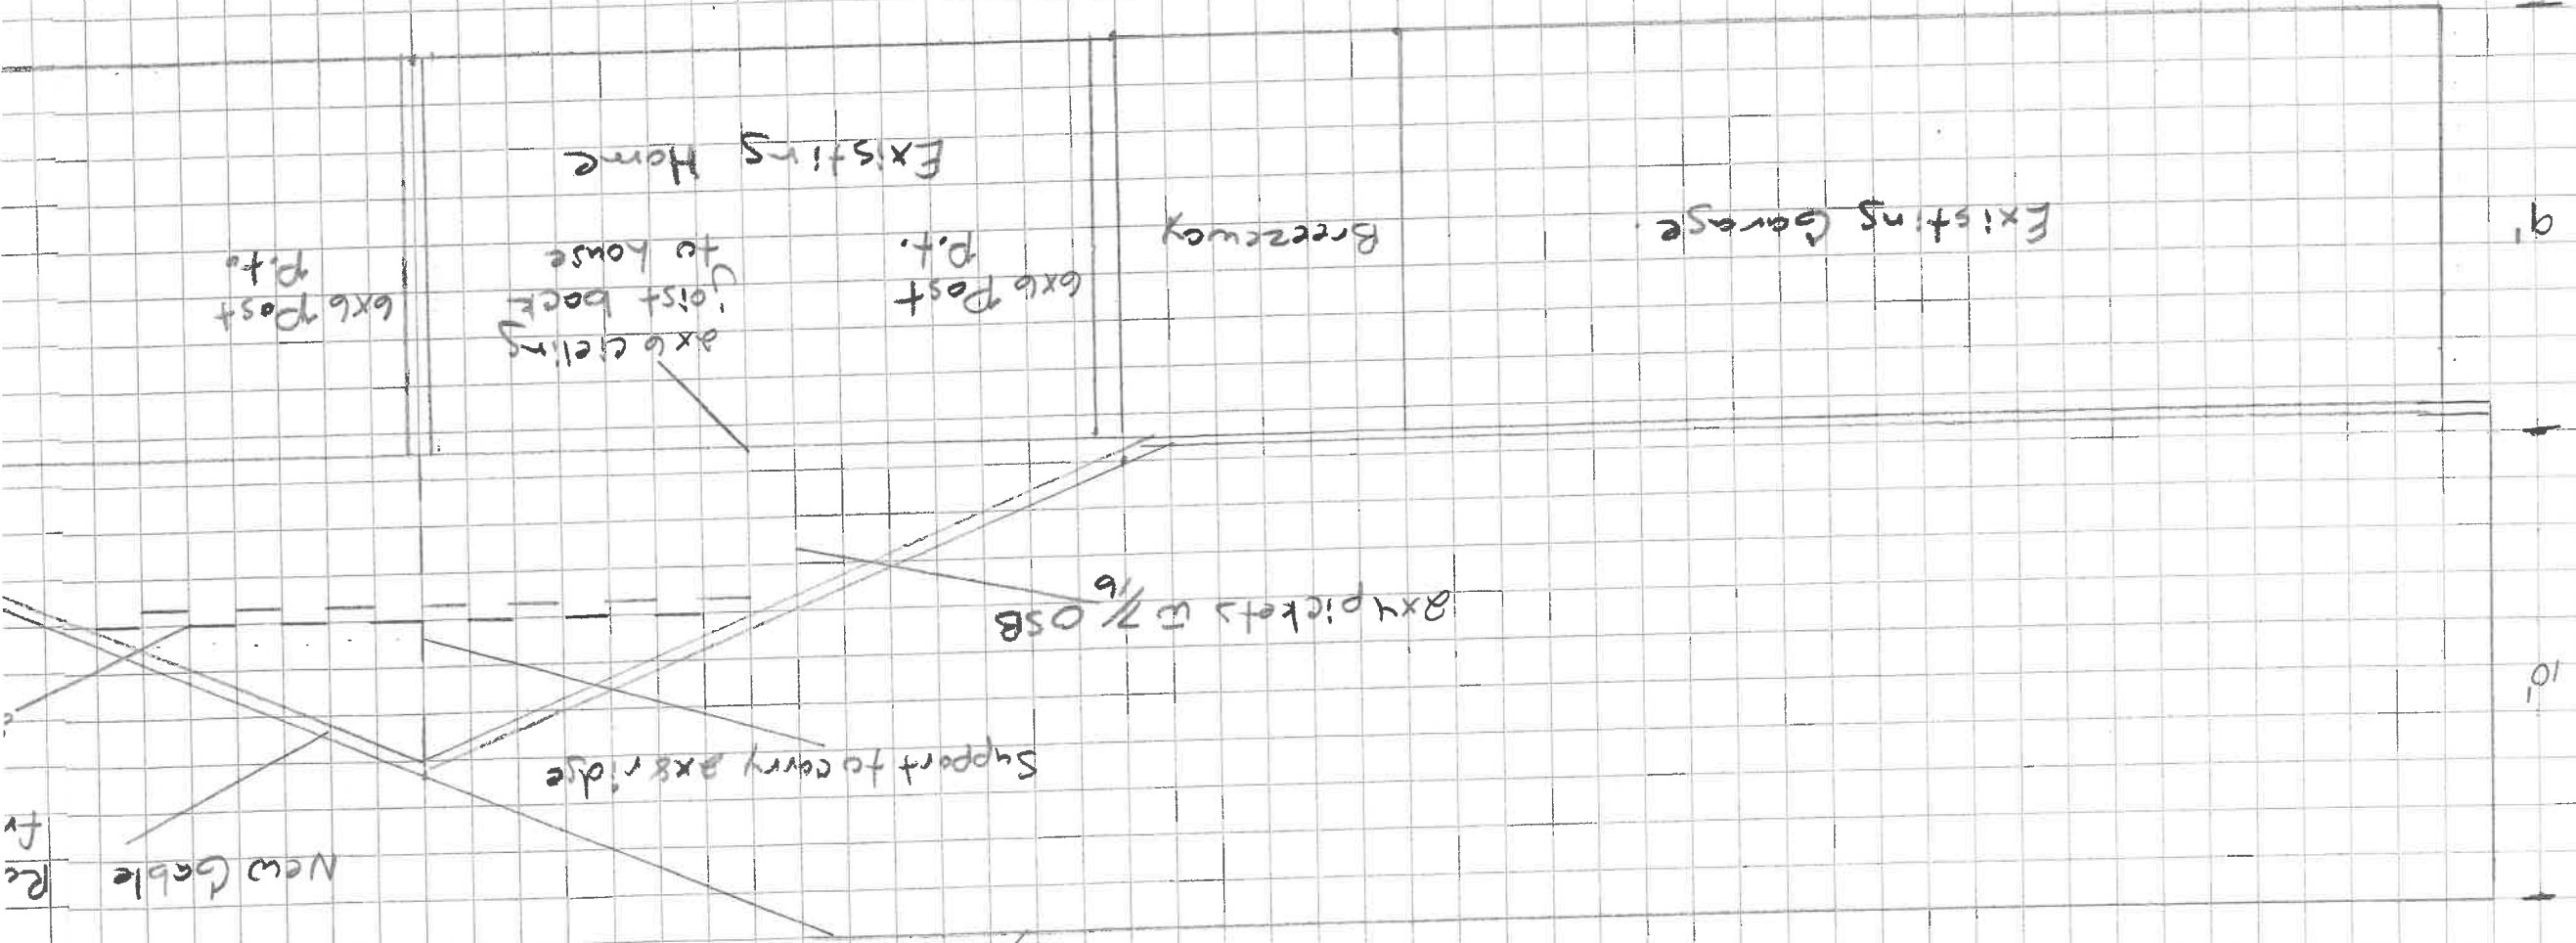 New Gable
Support to carry 2x8 ridge
10'
2x4 pickets w̄ 7/16 OSB
2x6 cieling
joist back
to house
6x6 Post
p.t.
6x6 Post
p.t.
9'
Existing Garage
Breezeway
Existing Home